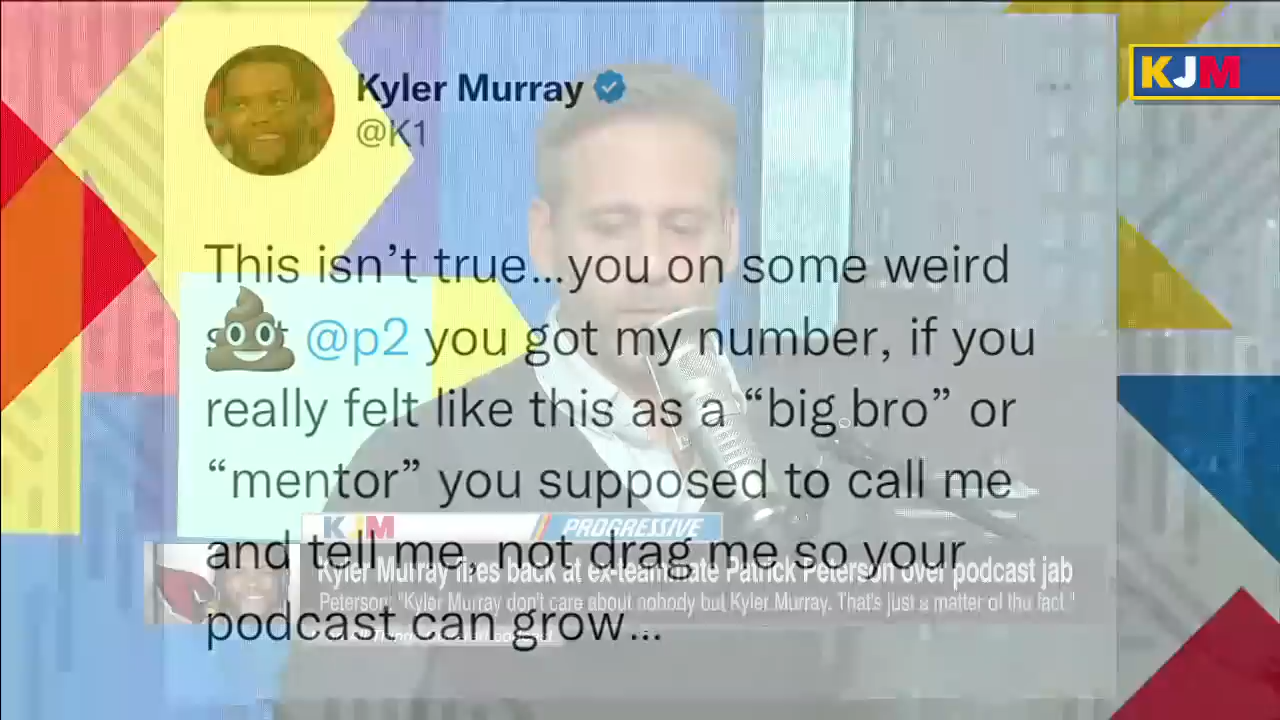 KJM
Kyler Murray
@K1
This isn’t true...you on some weird
@p2 you got my number, if you
really felt like this as a “big bro” or
“mentor” you supposed to call me
and tell me, not drag me so your
podcast can grow...
KJM PROGRESSIVE
Kyler Murray fires back at ex-teammate Patrick Peterson over podcast jab
Peterson: "Kyler Murray don't care about nobody but Kyler Murray. That's just a matter of the fact."